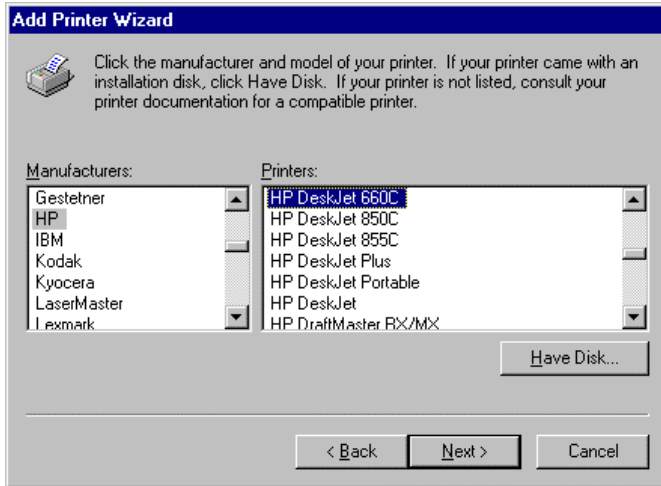 Add Printer Wizard
Click the manufacturer and model of your printer. If your printer came with an
installation disk, click Have Disk. If your printer is not listed, consult your
printer documentation for a compatible printer.
Manufacturers:
Gestetner
HP
IBM
Kodak
Kyocera
LaserMaster
Lexmark
Printers:
HP DeskJet 660C
HP DeskJet 850C
HP DeskJet 855C
HP DeskJet Plus
HP DeskJet Portable
HP DeskJet
HP DraftMaster RX/MX
Have Disk...
< Back
Next >
Cancel